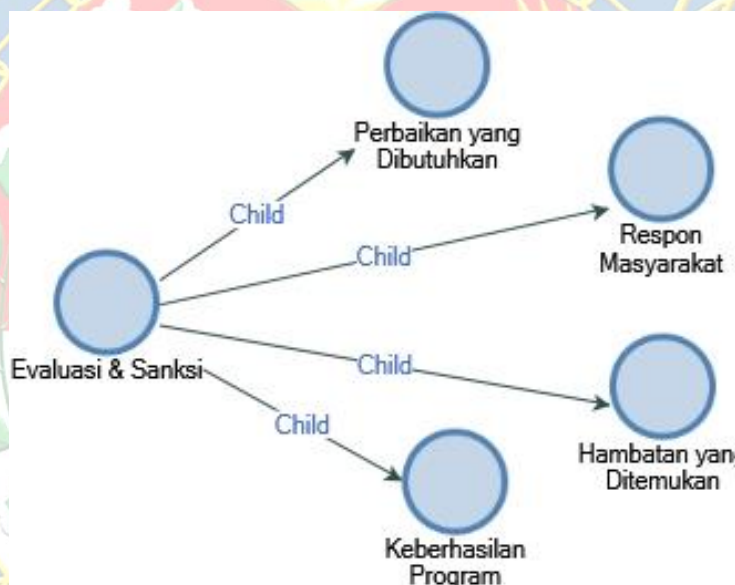 Perbaikan yang
Dibutuhkan
Child
Respon
Masyarakat
Child
Evaluasi & Sanksi
Child
Child
Hambatan yang
Ditemukan
Keberhasilan
Program